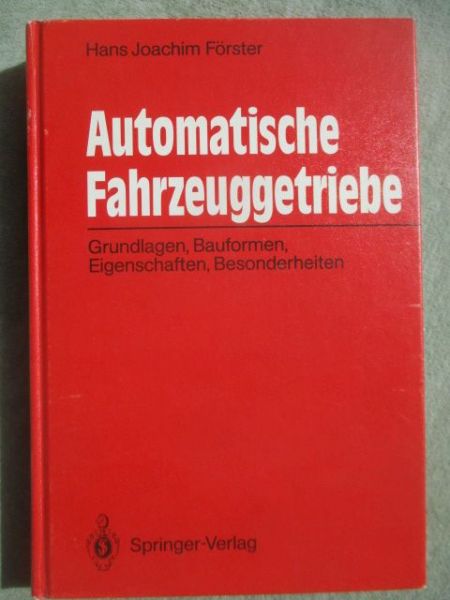 Hans Joachim Förster
Automatische
Fahrzeuggetriebe
Grundlagen, Bauformen,
Eigenschaften, Besonderheiten
Springer-Verlag